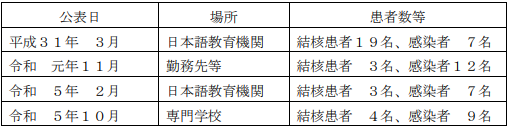 公表日 場所 患者数等
平成３１年　３月 日本語教育機関 結核患者１９名、感染者　７名
令和　元年１１月 勤務先等 結核患者　３名、感染者１２名
令和　５年　２月 日本語教育機関 結核患者　３名、感染者　７名
令和　５年１０月 専門学校 結核患者　４名、感染者　９名